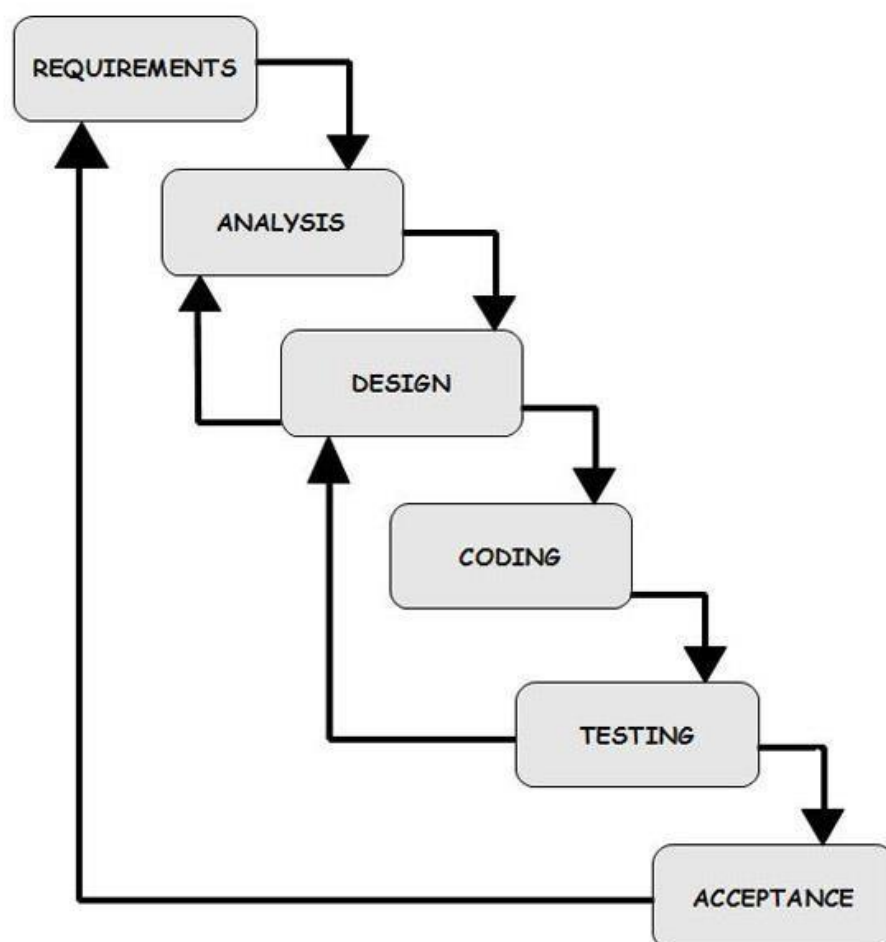 REQUIREMENTS
ANALYSIS
DESIGN
CODING
TESTING
ACCEPTANCE